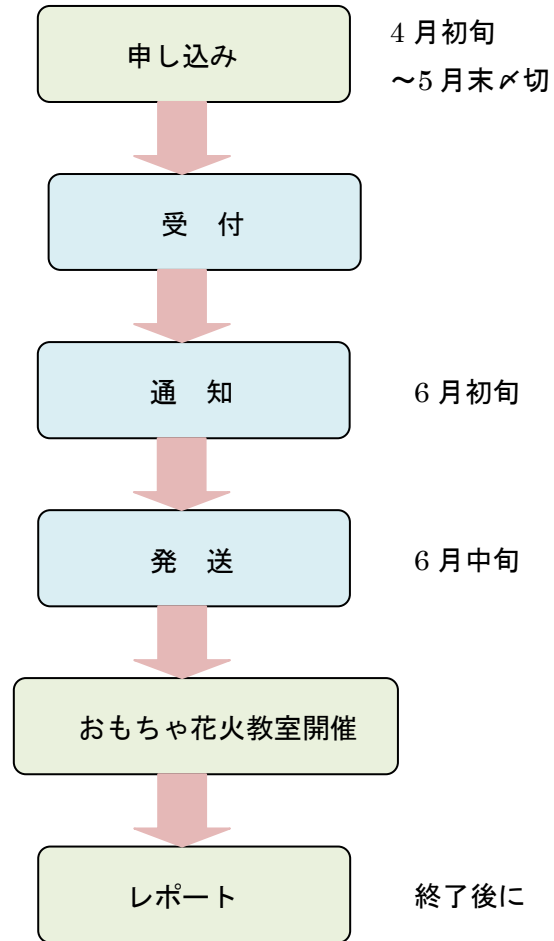 申し込み
4月初旬
～5月末〆切
受　付
通　知
6月初旬
発　送
6月中旬
おもちゃ花火教室開催
レポート
終了後に